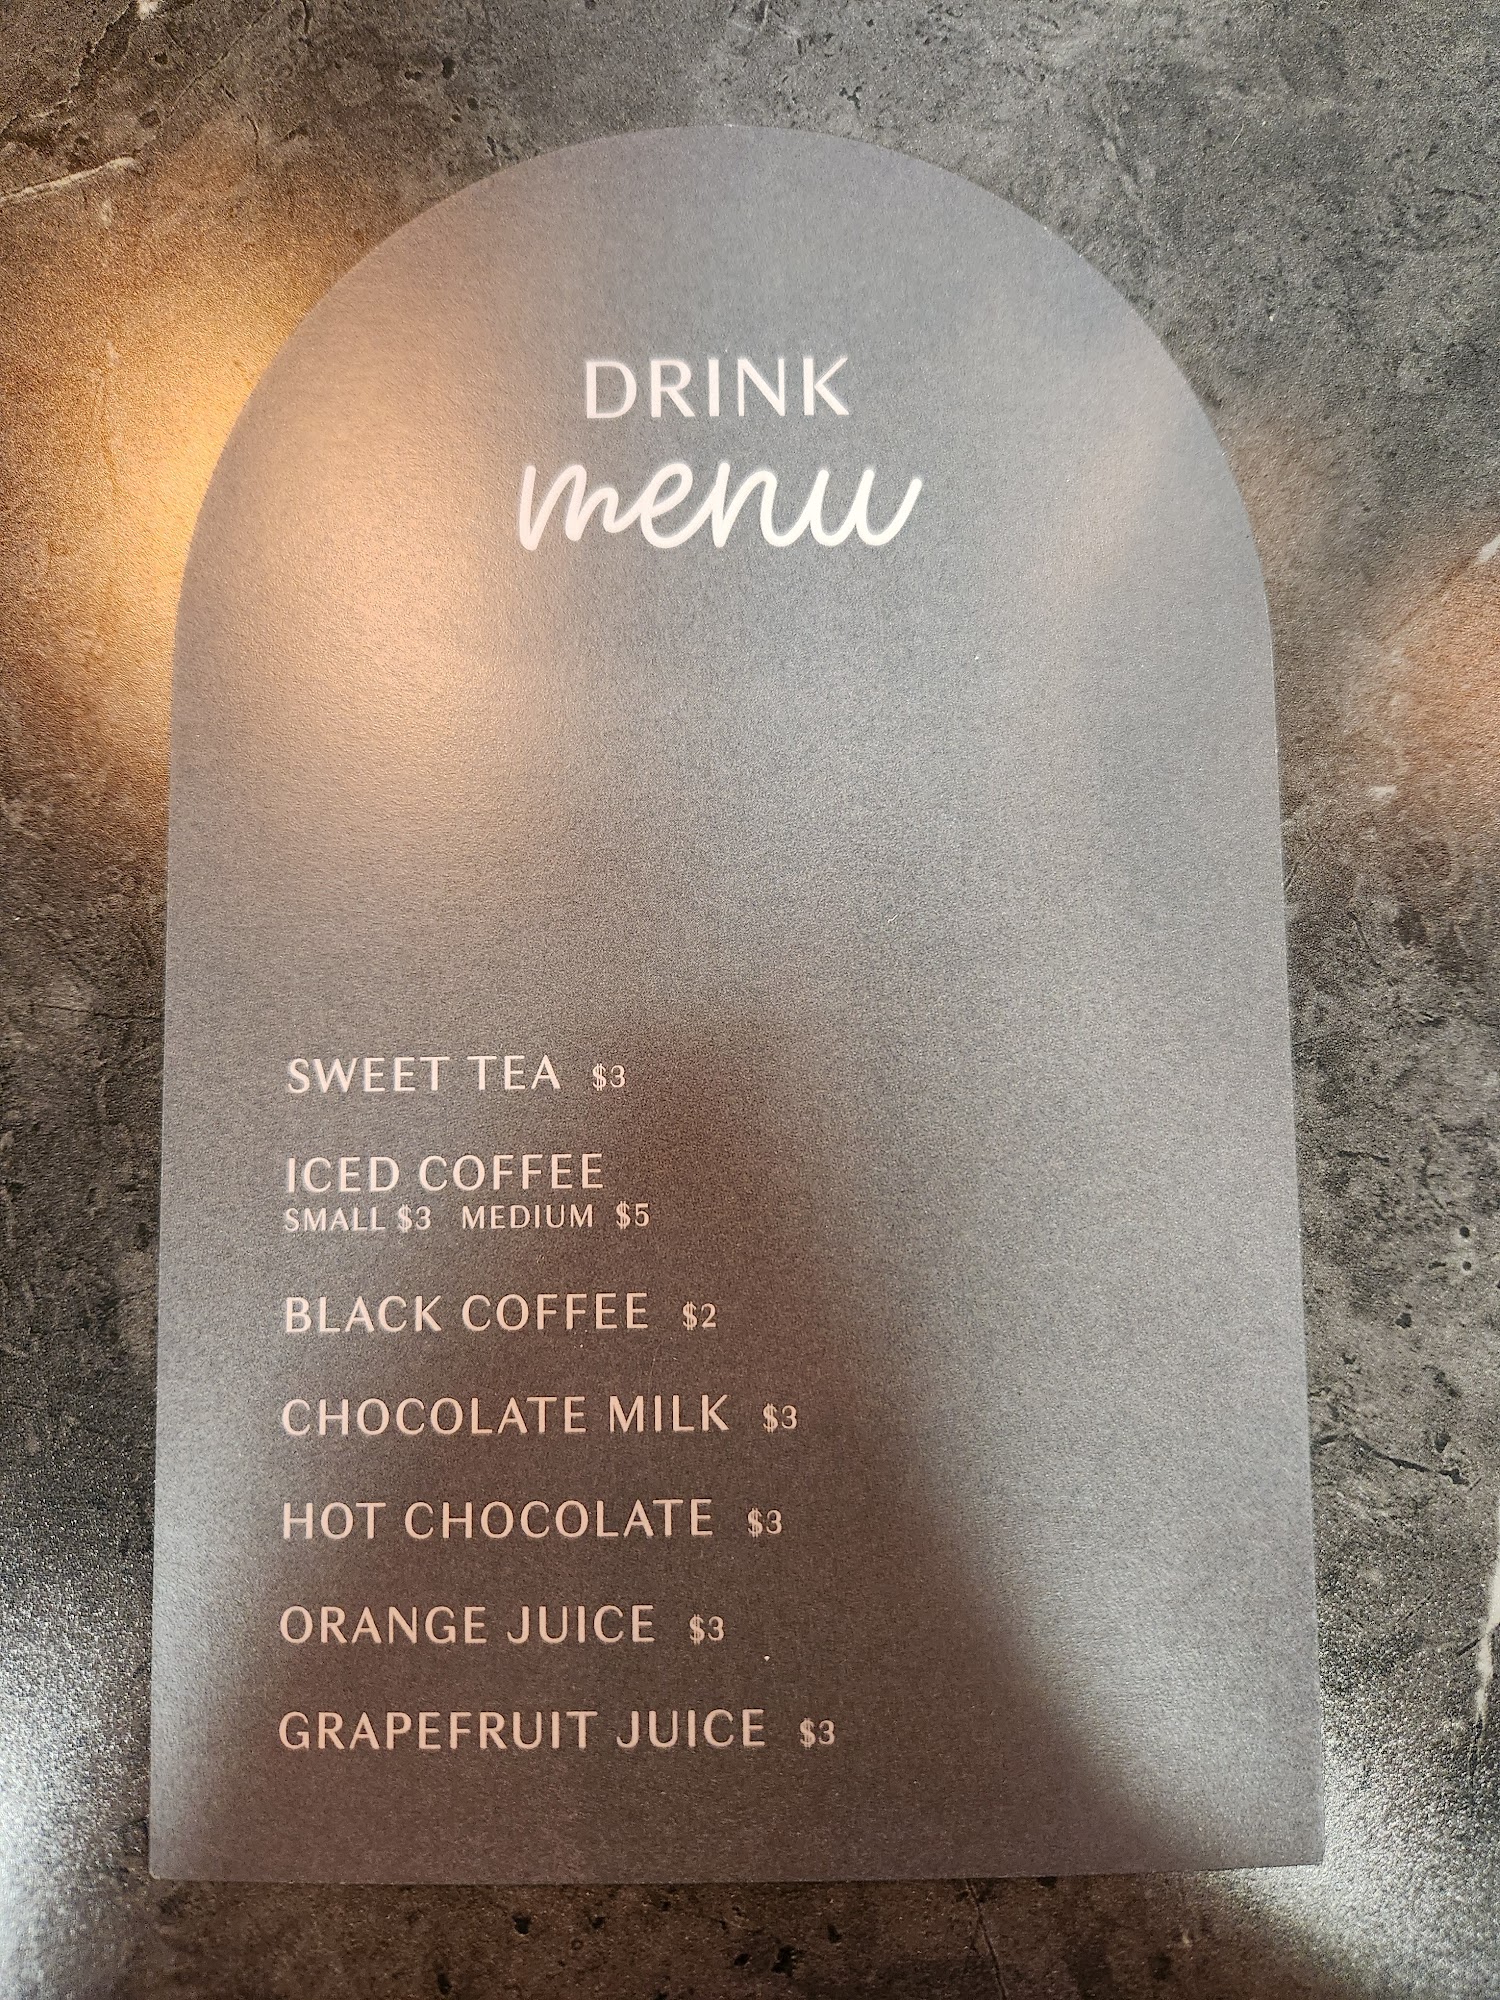 DRINK
menu
SWEET TEA $3
ICED COFFEE
SMALL $3 MEDIUM $5
BLACK COFFEE $2
CHOCOLATE MILK $3
HOT CHOCOLATE $3
ORANGE JUICE $3
GRAPEFRUIT JUICE $3